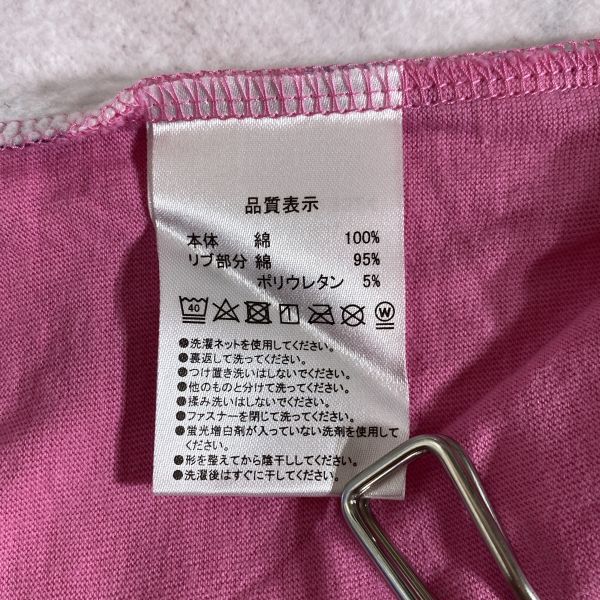 品質表示
本体 綿 100%
リブ部分 綿 95%
ポリウレタン 5%
40 W
●洗濯ネットを使用してください。
●裏返して洗ってください。
●つけ置き洗いはしないでください。
●他のものと分けて洗ってください。
●揉み洗いはしないでください。
●ファスナーを閉じて洗ってください。
●蛍光増白剤が入っていない洗剤を使用して
ください。
●形を整えてから陰干ししてください。
●洗濯後はすぐに干してください。